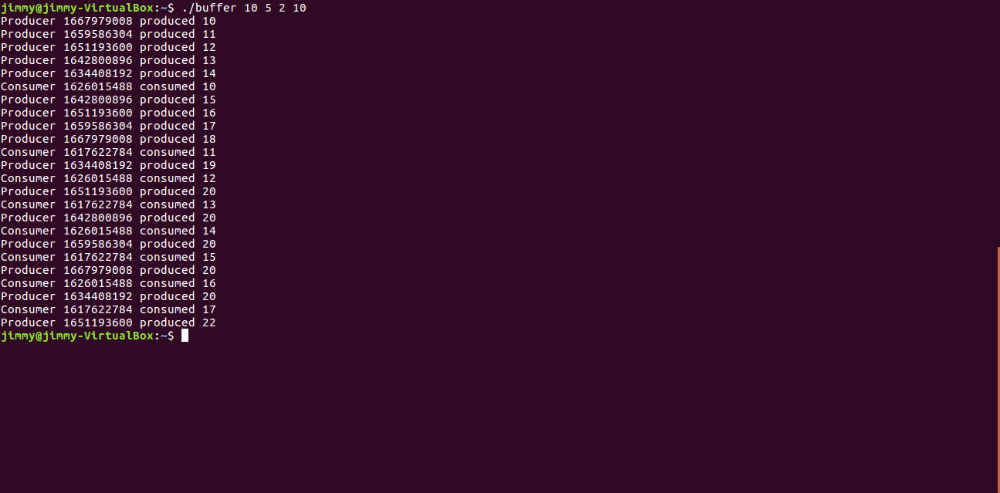 jimmy@jimmy-VirtualBox:~$ ./buffer 10 5 2 10
Producer 1667979008 produced 10
Producer 1659586304 produced 11
Producer 1651193600 produced 12
Producer 1642800896 produced 13
Producer 1634408192 produced 14
Consumer 1626015488 consumed 10
Producer 1642800896 produced 15
Producer 1651193600 produced 16
Producer 1659586304 produced 17
Producer 1667979008 produced 18
Consumer 1617622784 consumed 11
Producer 1634408192 produced 19
Consumer 1626015488 consumed 12
Producer 1651193600 produced 20
Consumer 1617622784 consumed 13
Producer 1642800896 produced 20
Consumer 1626015488 consumed 14
Producer 1659586304 produced 20
Consumer 1617622784 consumed 15
Producer 1667979008 produced 20
Consumer 1626015488 consumed 16
Producer 1634408192 produced 20
Consumer 1617622784 consumed 17
Producer 1651193600 produced 22
jimmy@jimmy-VirtualBox:~$